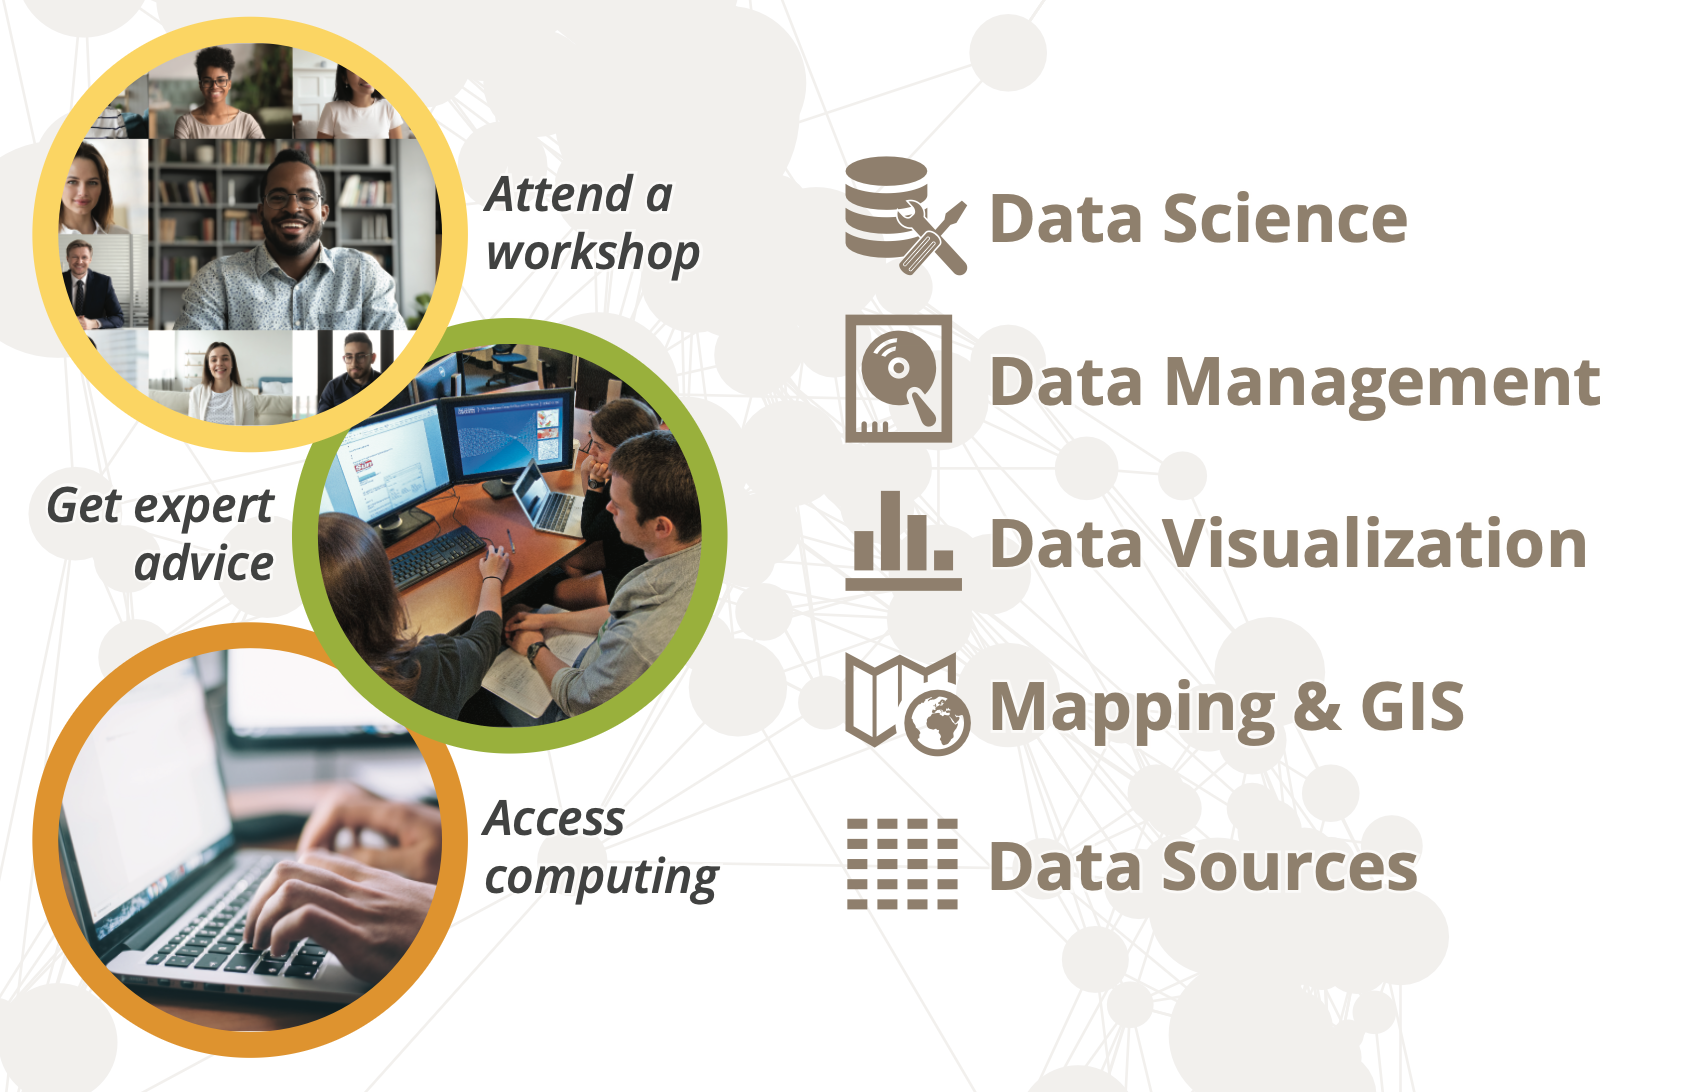 Attend a
workshop
Get expert
advice
Access
computing
Data Science
Data Management
Data Visualization
Mapping & GIS
Data Sources